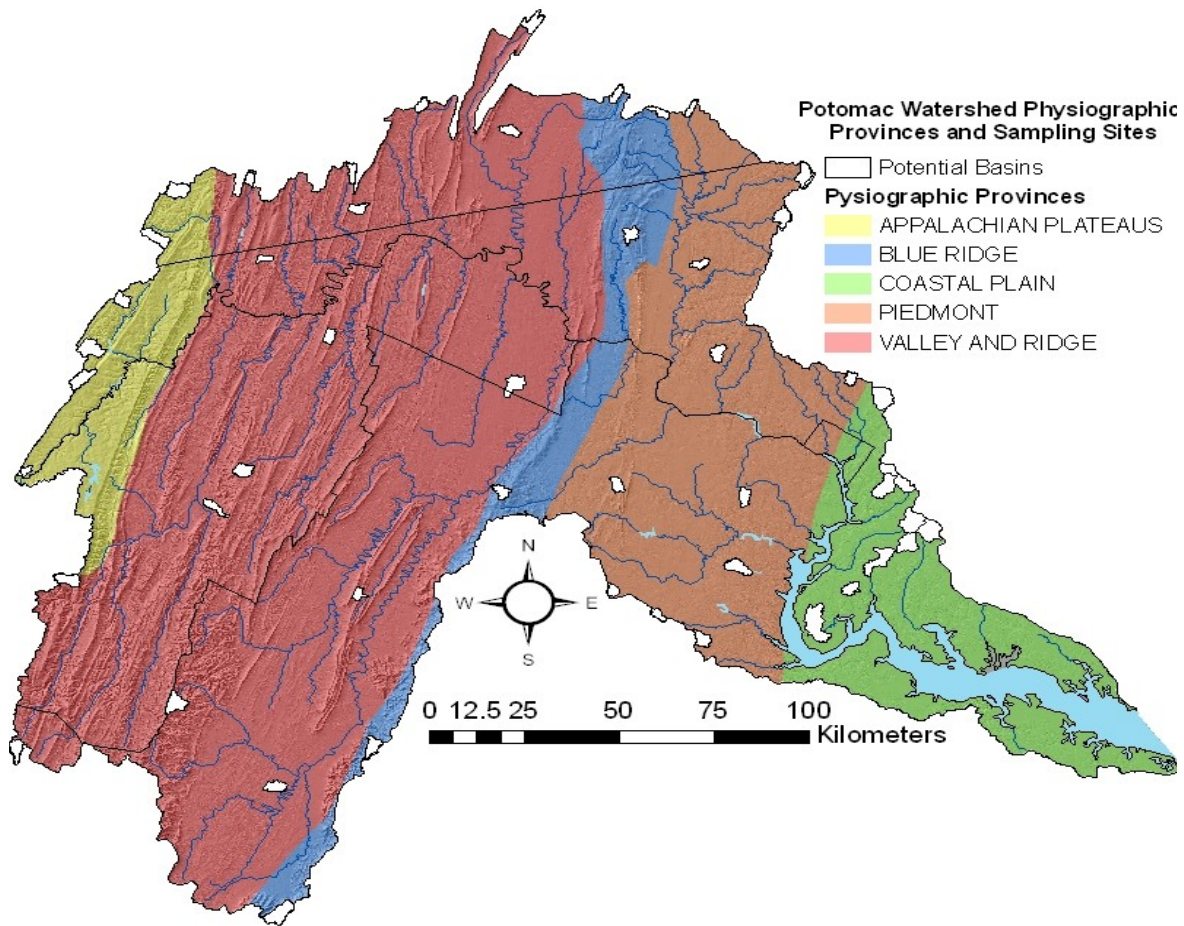 Potomac Watershed Physiographic
Provinces and Sampling Sites
Potential Basins
Pysiographic Provinces
APPALACHIAN PLATEAUS
BLUE RIDGE
COASTAL PLAIN
PIEDMONT
VALLEY AND RIDGE
N
W E
S
0 12.5 25 50 75 100
Kilometers